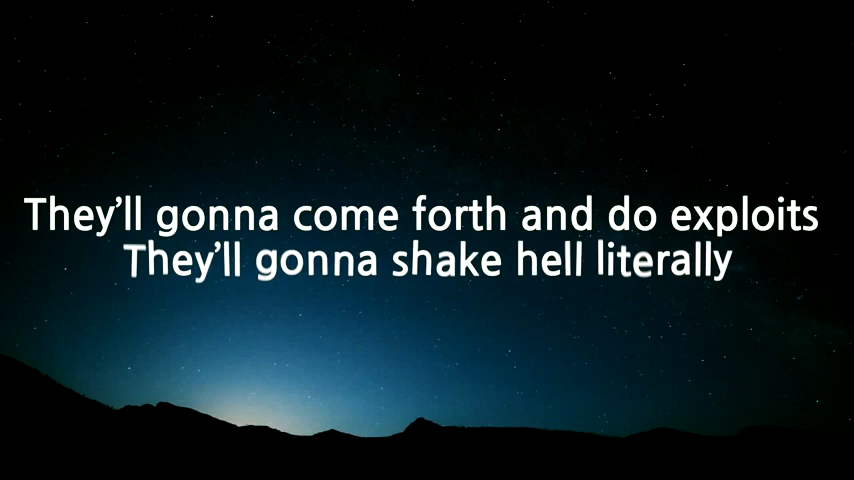 They’ll gonna come forth and do exploits
They’ll gonna shake hell literally